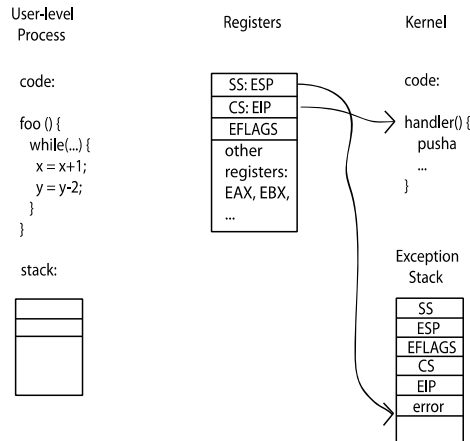 User-level
Process
code:
foo () {
while(...) {
x = x+1;
y = y-2;
}
}
stack:
Registers
SS: ESP
CS: EIP
EFLAGS
other
registers:
EAX, EBX,
...
Kernel
code:
handler() {
pusha
...
}
Exception
Stack
SS
ESP
EFLAGS
CS
EIP
error